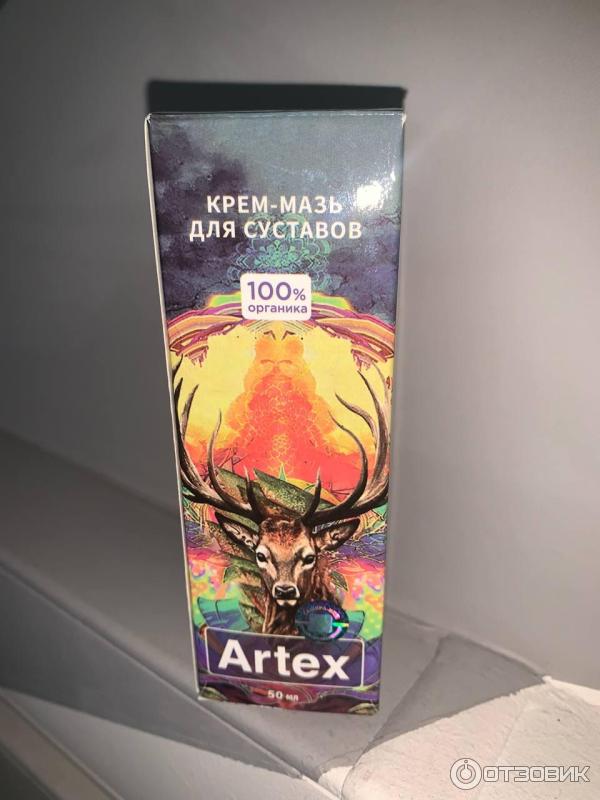 КРЕМ-МАЗЬ
ДЛЯ СУСТАВОВ
100%
органика
Artex
50 мл
ОТЗОВИК